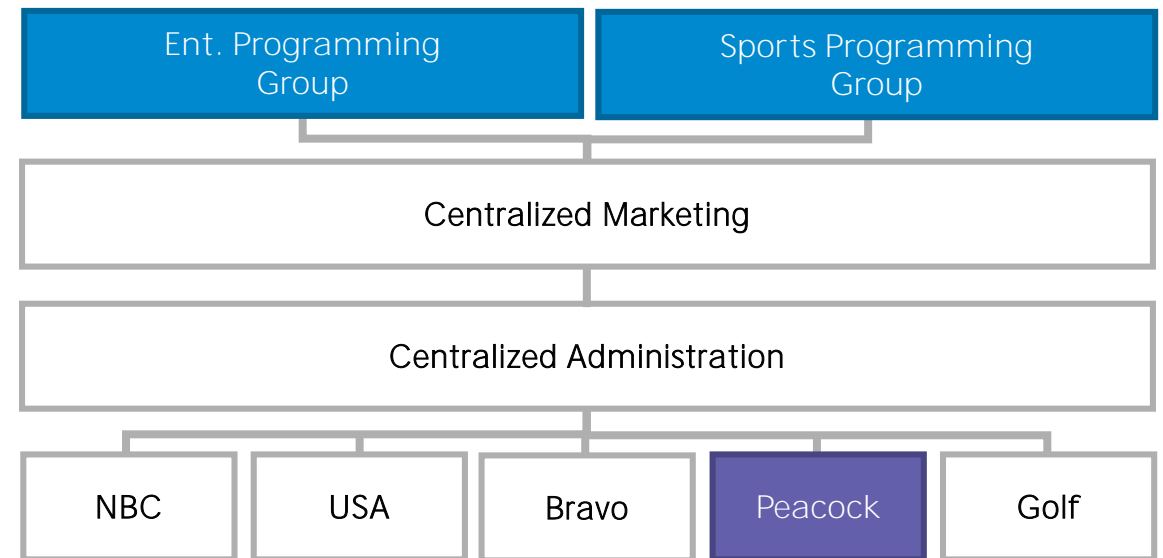 Ent. Programming
Group
Sports Programming
Group
Centralized Marketing
Centralized Administration
NBC
USA
Bravo
Peacock
Golf